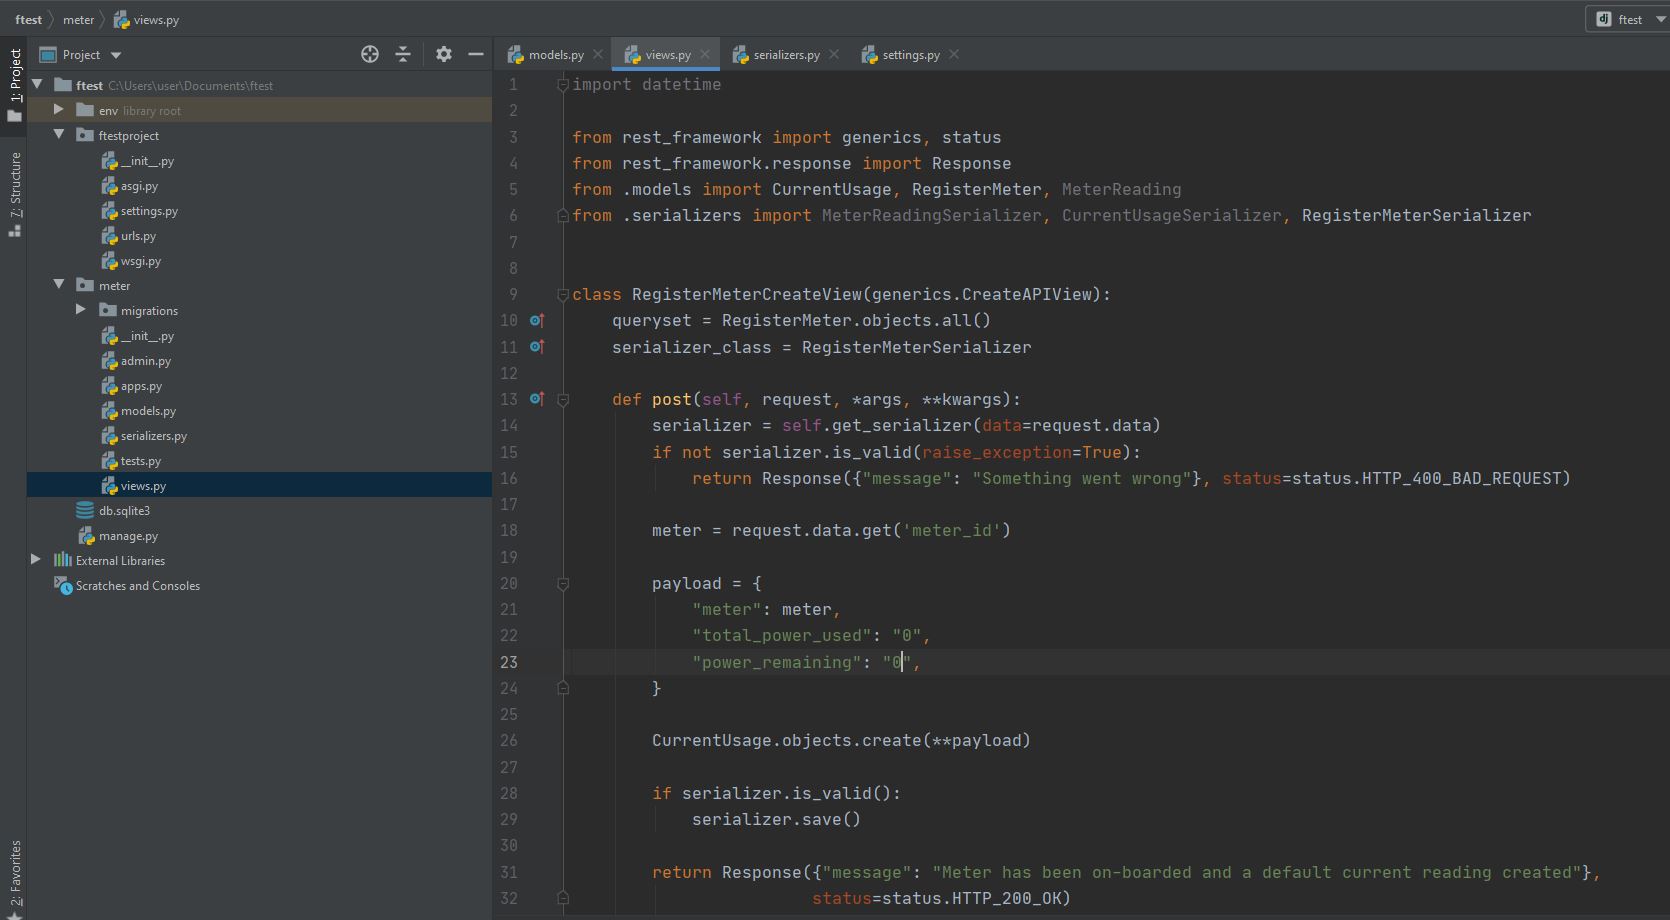 ftest meter views.py
dj ftest
1: Project
7: Structure
2: Favorites
Project
ftest C:\Users\user\Documents\ftest
env library root
ftestproject
__init__.py
asgi.py
settings.py
urls.py
wsgi.py
meter
migrations
__init__.py
admin.py
apps.py
models.py
serializers.py
tests.py
views.py
db.sqlite3
manage.py
External Libraries
Scratches and Consoles
models.py views.py serializers.py settings.py
1 import datetime
2
3 from rest_framework import generics, status
4 from rest_framework.response import Response
5 from .models import CurrentUsage, RegisterMeter, MeterReading
6 from .serializers import MeterReadingSerializer, CurrentUsageSerializer, RegisterMeterSerializer
7
8
9 class RegisterMeterCreateView(generics.CreateAPIView):
10 queryset = RegisterMeter.objects.all()
11 serializer_class = RegisterMeterSerializer
12
13 def post(self, request, *args, **kwargs):
14 serializer = self.get_serializer(data=request.data)
15 if not serializer.is_valid(raise_exception=True):
16 return Response({"message": "Something went wrong"}, status=status.HTTP_400_BAD_REQUEST)
17
18 meter = request.data.get('meter_id')
19
20 payload = {
21 "meter": meter,
22 "total_power_used": "0",
23 "power_remaining": "0",
24 }
25
26 CurrentUsage.objects.create(**payload)
27
28 if serializer.is_valid():
29 serializer.save()
30
31 return Response({"message": "Meter has been on-boarded and a default current reading created"},
32 status=status.HTTP_200_OK)